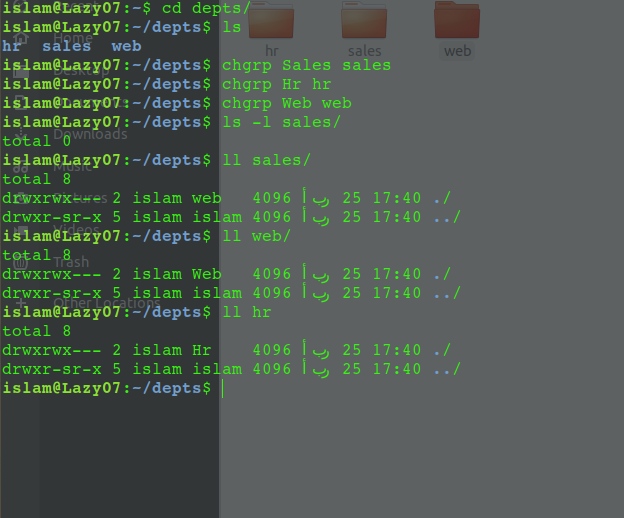 islam@Lazy07:~$ cd depts/
islam@Lazy07:~/depts$ ls
hr  sales  web
islam@Lazy07:~/depts$ chgrp Sales sales
islam@Lazy07:~/depts$ chgrp Hr hr
islam@Lazy07:~/depts$ chgrp Web web
islam@Lazy07:~/depts$ ls -l sales/
total 0
islam@Lazy07:~/depts$ ll sales/
total 8
drwxrwx--- 2 islam web   4096 أبر 25 17:40 ./
drwxr-sr-x 5 islam islam 4096 أبر 25 17:40 ../
islam@Lazy07:~/depts$ ll web/
total 8
drwxrwx--- 2 islam Web   4096 أبر 25 17:40 ./
drwxr-sr-x 5 islam islam 4096 أبر 25 17:40 ../
islam@Lazy07:~/depts$ ll hr
total 8
drwxrwx--- 2 islam Hr    4096 أبر 25 17:40 ./
drwxr-sr-x 5 islam islam 4096 أبر 25 17:40 ../
islam@Lazy07:~/depts$
hr
sales
web
Home
Desktop
Downloads
Music
Pictures
Videos
Trash
Other Locations